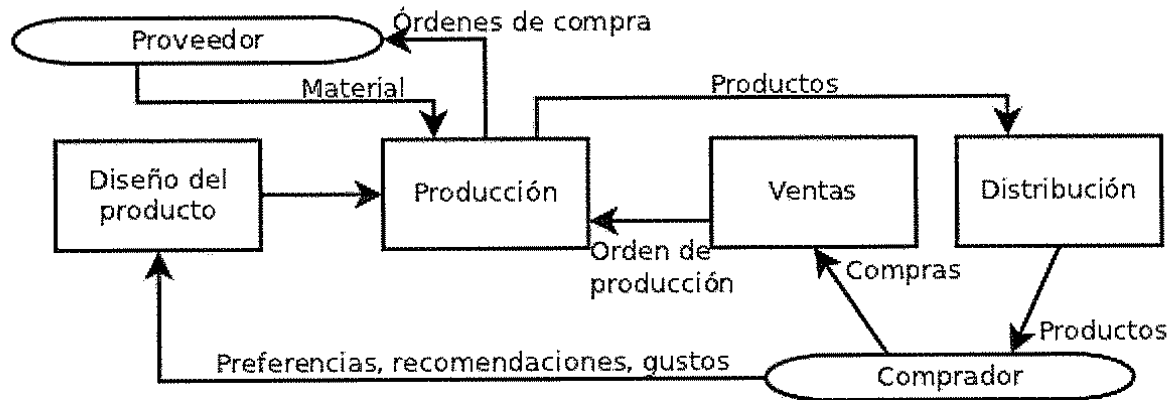 Órdenes de compra
Proveedor
Material
Productos
Diseño del
producto
Producción
Ventas
Distribución
Orden de
producción
Compras
Productos
Preferencias, recomendaciones, gustos
Comprador